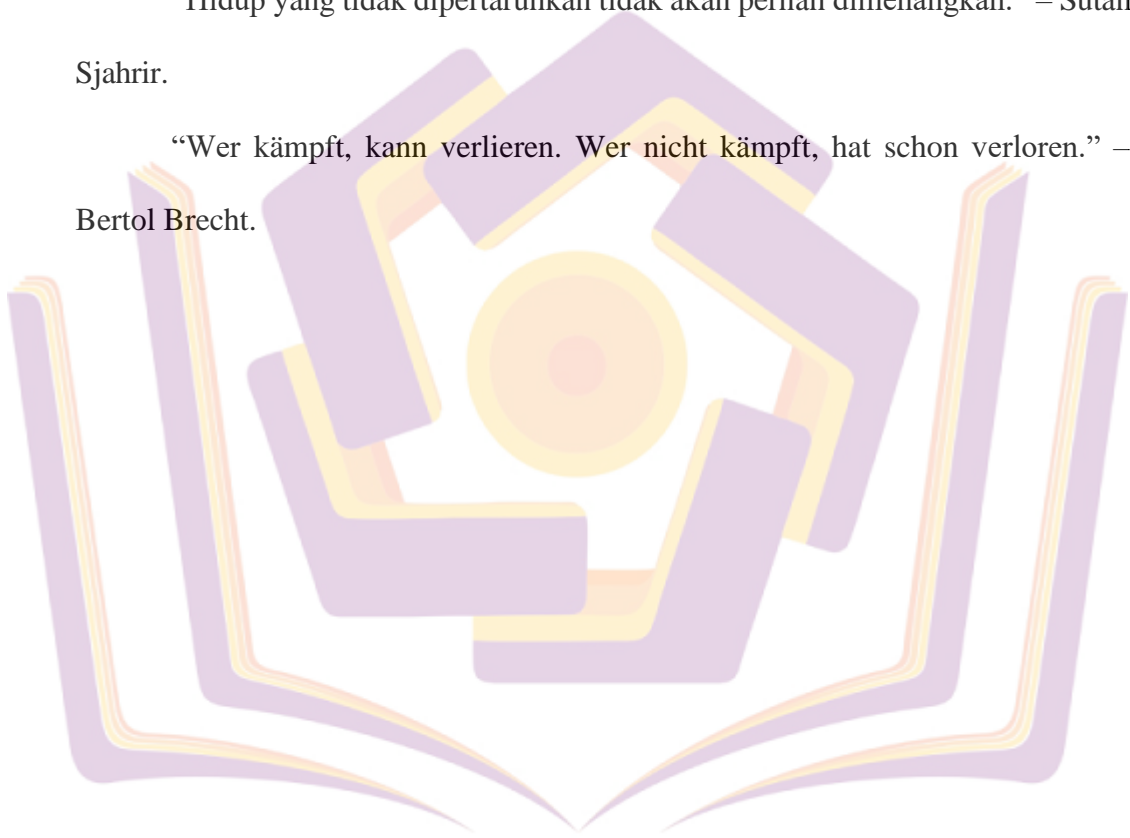 Hidup yang tidak dipertaruhkan tidak akan pernah dimenangkan.” – Sutan
Sjahrir.
“Wer kämpft, kann verlieren. Wer nicht kämpft, hat schon verloren.” –
Bertol Brecht.